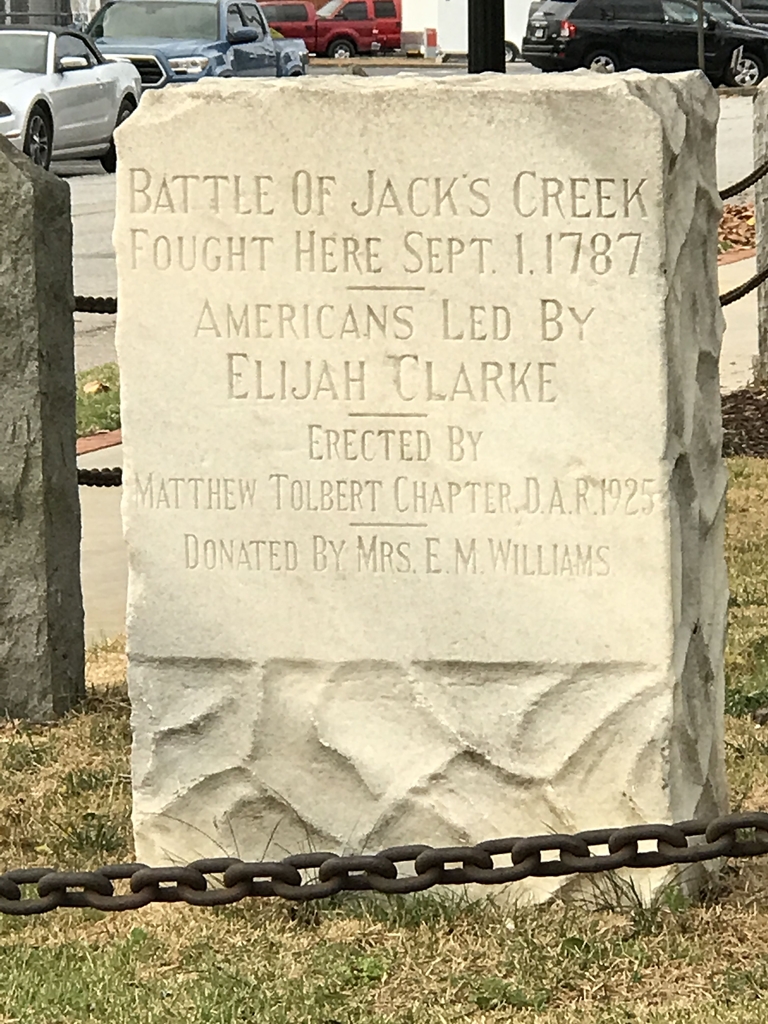 BATTLE OF JACK'S CREEK
FOUGHT HERE SEPT. 1, 1787
AMERICANS LED BY
ELIJAH CLARKE
ERECTED BY
MATTHEW TOLBERT CHAPTER, D.A.R. 1925
DONATED BY MRS. E. M. WILLIAMS